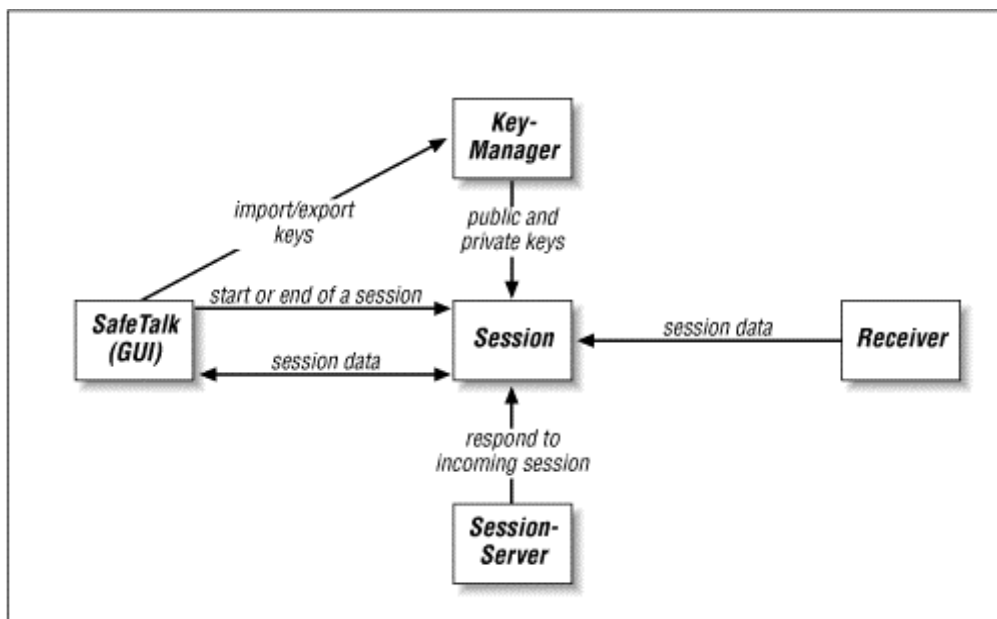 Key-
Manager
import/export
keys
public and
private keys
start or end of a session
SafeTalk
(GUI)
Session
session data
session data
Receiver
respond to
incoming session
Session-
Server